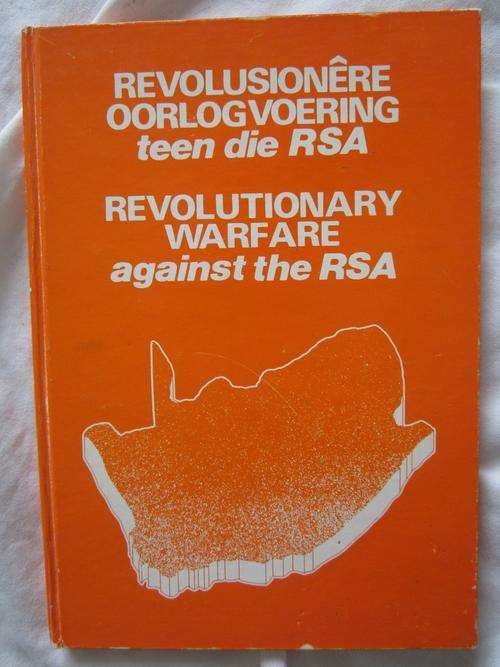 REVOLUSIONÊRE
OORLOGVOERING
teen die RSA
REVOLUTIONARY
WARFARE
against the RSA